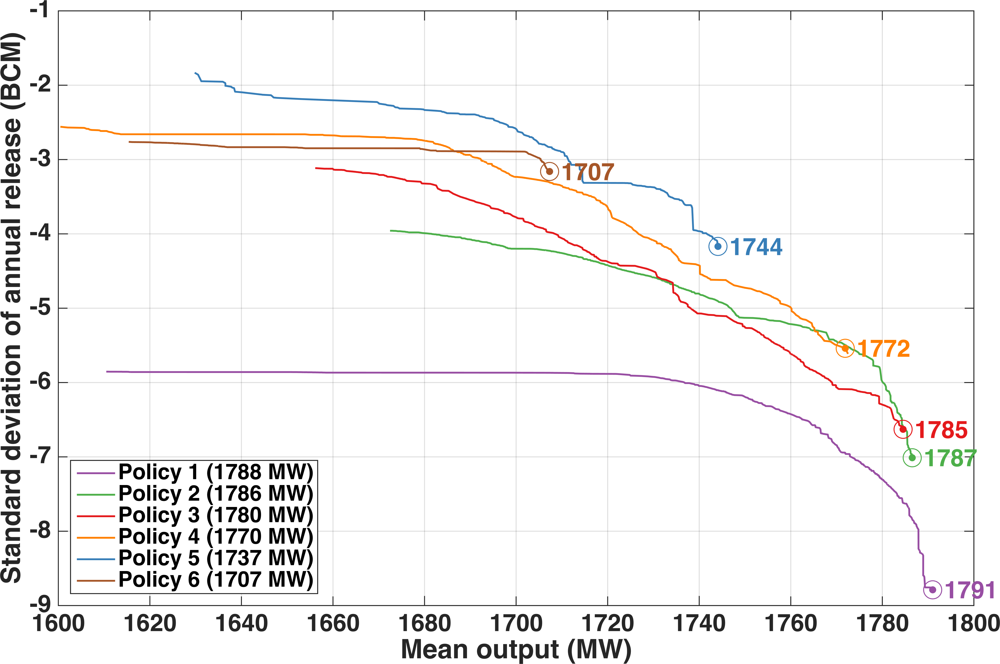 Standard deviation of annual release (BCM)
-1
-2
-3
-4
-5
-6
-7
-8
-9
1707
1744
1772
1785
1787
1791
Policy 1 (1788 MW)
Policy 2 (1786 MW)
Policy 3 (1780 MW)
Policy 4 (1770 MW)
Policy 5 (1737 MW)
Policy 6 (1707 MW)
1600 1620 1640 1660 1680 1700 1720 1740 1760 1780 1800
Mean output (MW)